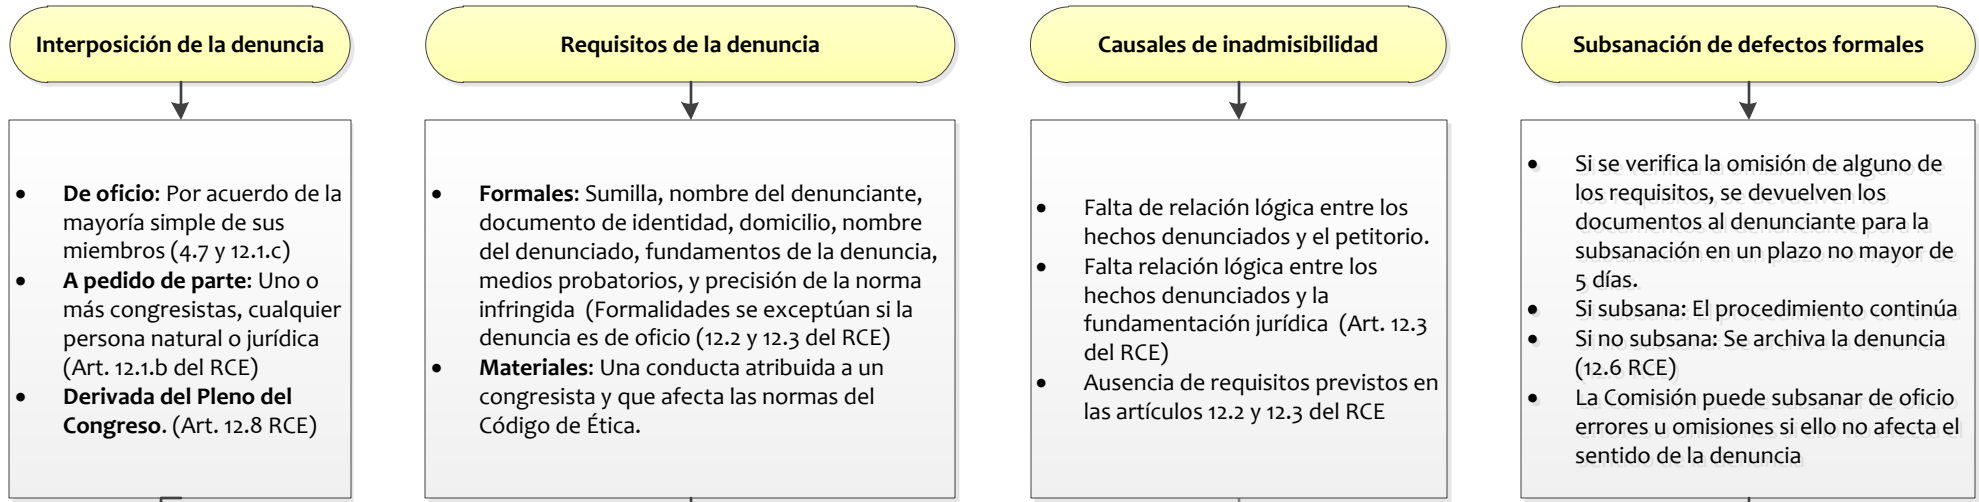 Interposición de la denuncia
• De oficio: Por acuerdo de la
mayoría simple de sus
miembros (4.7 y 12.1.c)
• A pedido de parte: Uno o
más congresistas, cualquier
persona natural o jurídica
(Art. 12.1.b del RCE)
• Derivada del Pleno del
Congreso. (Art. 12.8 RCE)
Requisitos de la denuncia
• Formales: Sumilla, nombre del denunciante,
documento de identidad, domicilio, nombre
del denunciado, fundamentos de la denuncia,
medios probatorios, y precisión de la norma
infringida (Formalidades se exceptúan si la
denuncia es de oficio (12.2 y 12.3 del RCE)
• Materiales: Una conducta atribuida a un
congresista y que afecta las normas del
Código de Ética.
Causales de inadmisibilidad
• Falta de relación lógica entre los
hechos denunciados y el petitorio.
• Falta relación lógica entre los
hechos denunciados y la
fundamentación jurídica (Art. 12.3
del RCE)
• Ausencia de requisitos previstos en
las artículos 12.2 y 12.3 del RCE
Subsanación de defectos formales
• Si se verifica la omisión de alguno de
los requisitos, se devuelven los
documentos al denunciante para la
subsanación en un plazo no mayor de
5 días.
• Si subsana: El procedimiento continúa
• Si no subsana: Se archiva la denuncia
(12.6 RCE)
• La Comisión puede subsanar de oficio
errores u omisiones si ello no afecta el
sentido de la denuncia